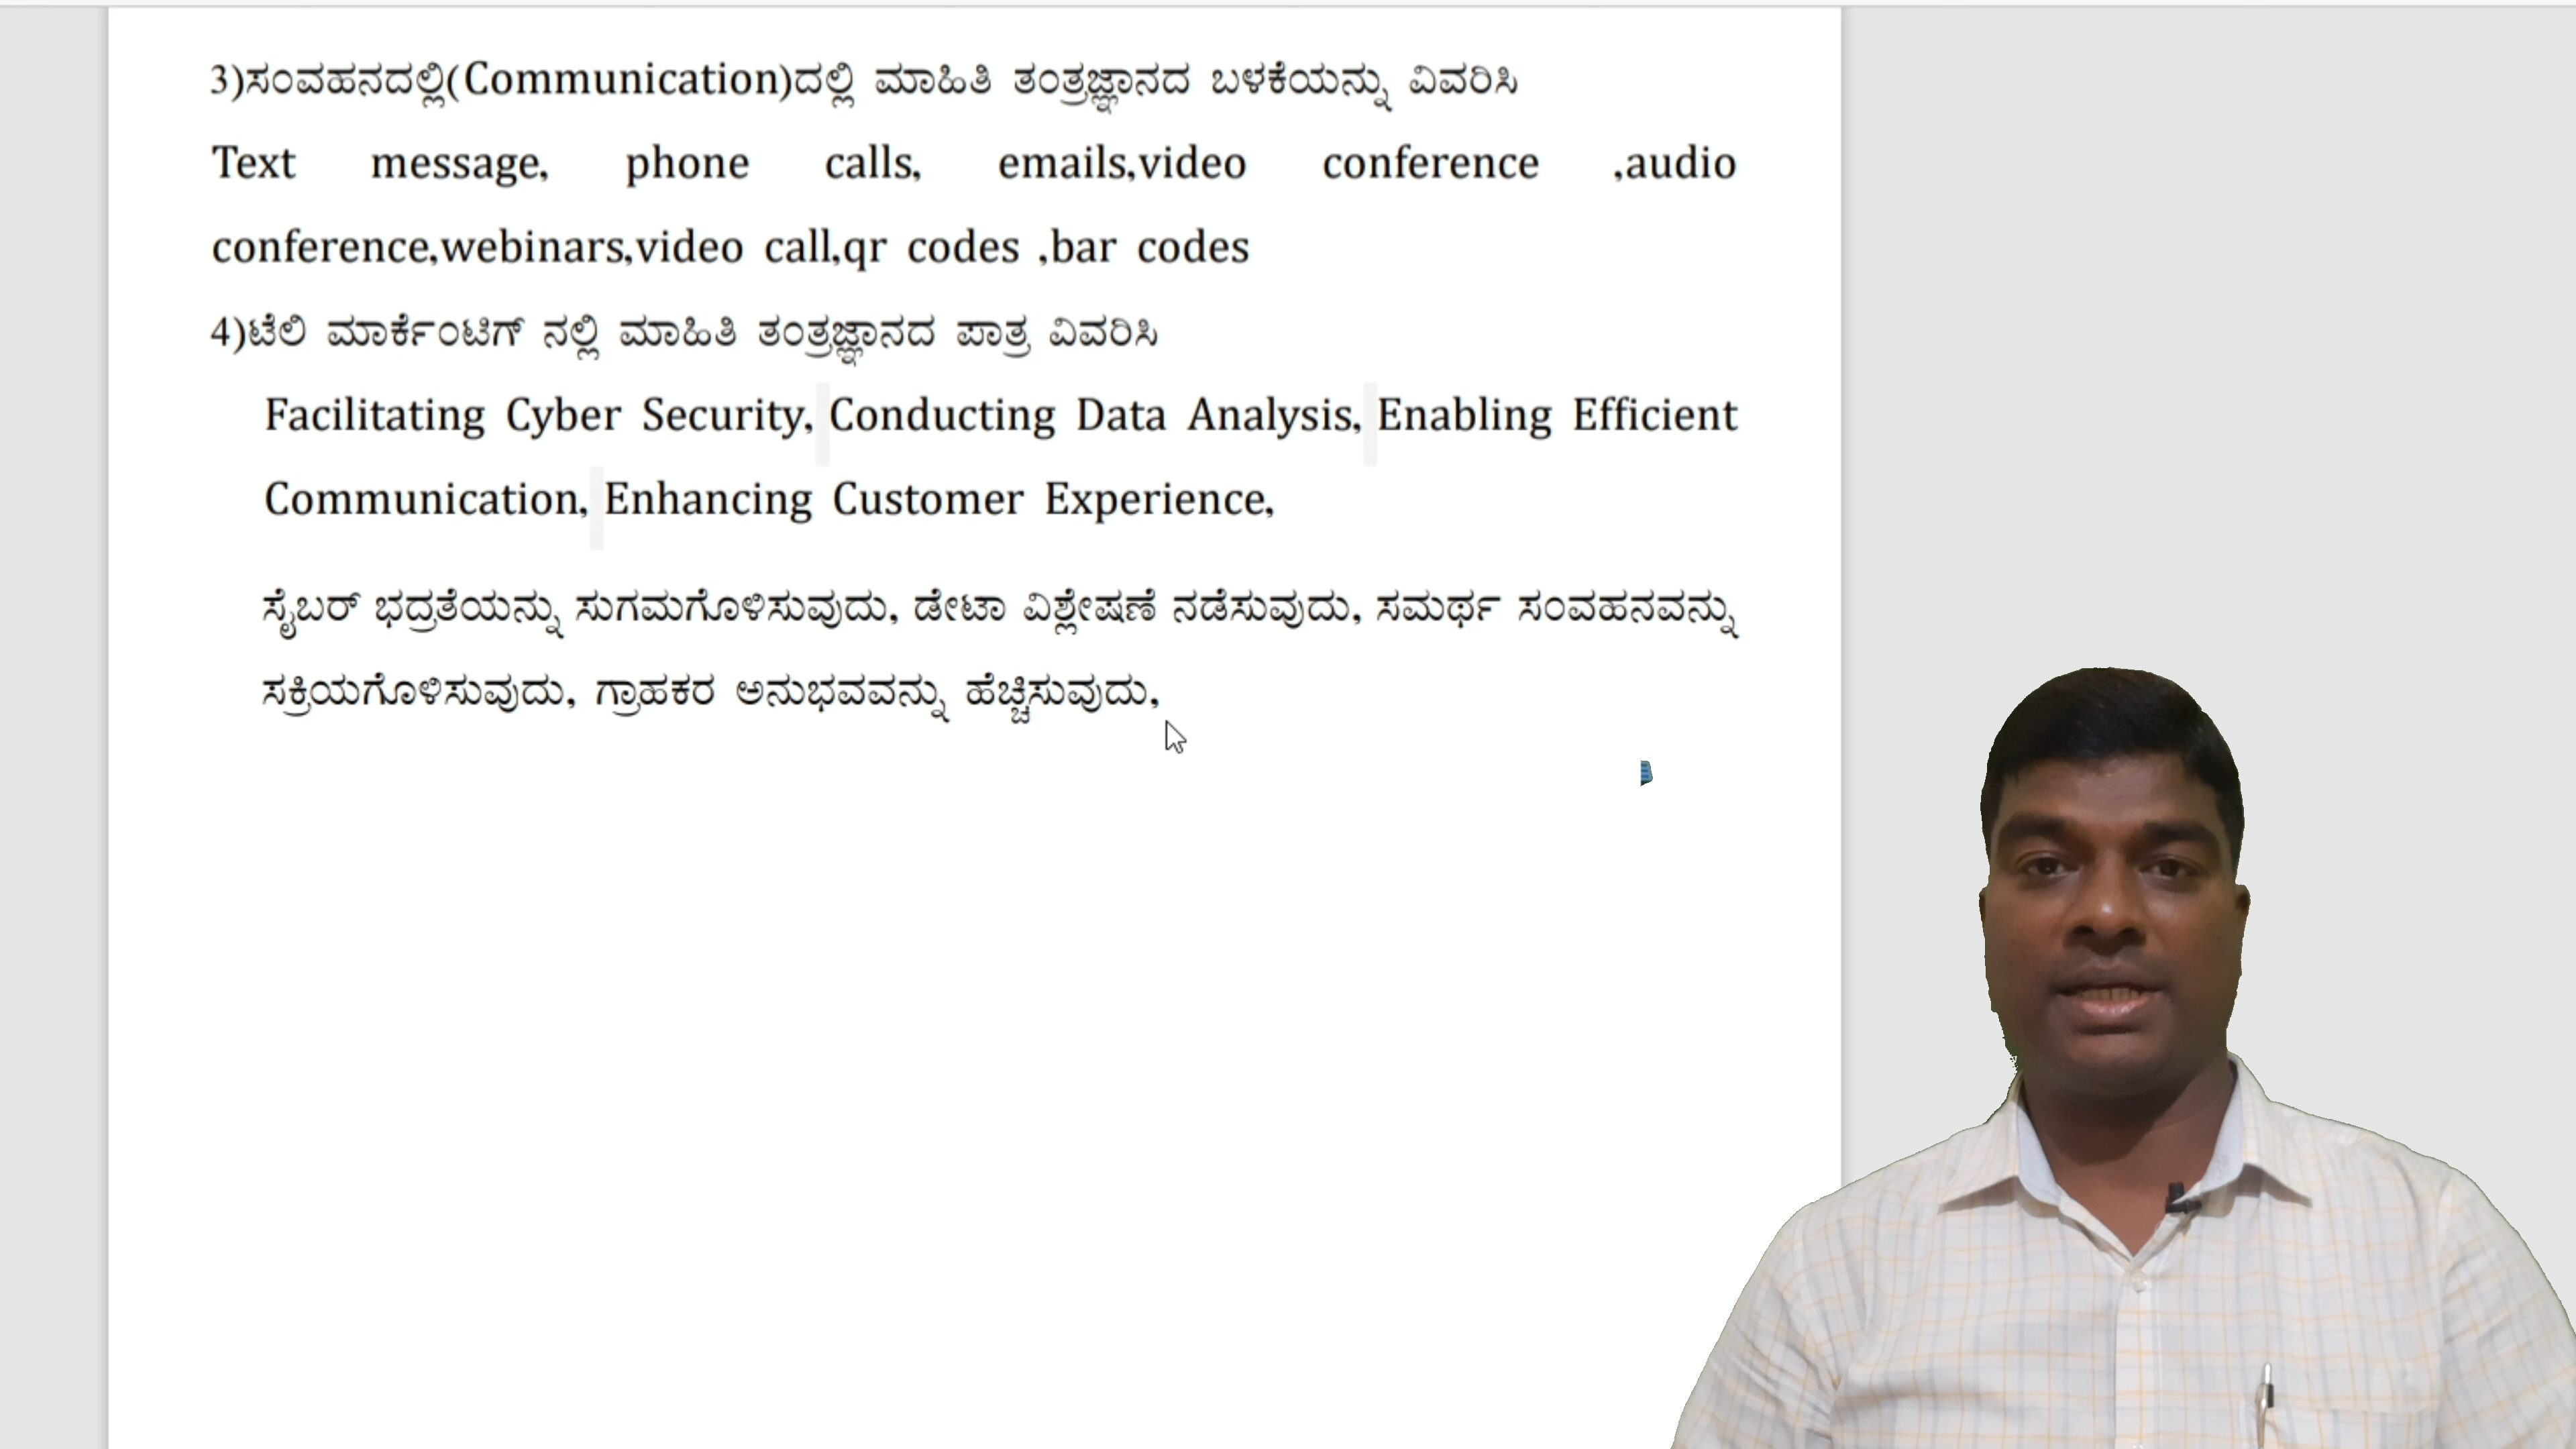 3)ಸಂವಹನದಲ್ಲಿ(Communication)ದಲ್ಲಿ ಮಾಹಿತಿ ತಂತ್ರಜ್ಞಾನದ ಬಳಕೆಯನ್ನು ವಿವರಿಸಿ
Text message, phone calls, emails,video conference ,audio
conference,webinars,video call,qr codes ,bar codes
4)ಟೆಲಿ ಮಾರ್ಕೆಂಟಿಗ್ ನಲ್ಲಿ ಮಾಹಿತಿ ತಂತ್ರಜ್ಞಾನದ ಪಾತ್ರ ವಿವರಿಸಿ
Facilitating Cyber Security, Conducting Data Analysis, Enabling Efficient
Communication, Enhancing Customer Experience,
ಸೈಬರ್ ಭದ್ರತೆಯನ್ನು ಸುಗಮಗೊಳಿಸುವುದು, ಡೇಟಾ ವಿಶ್ಲೇಷಣೆ ನಡೆಸುವುದು, ಸಮರ್ಥ ಸಂವಹನವನ್ನು
ಸಕ್ರಿಯಗೊಳಿಸುವುದು, ಗ್ರಾಹಕರ ಅನುಭವವನ್ನು ಹೆಚ್ಚಿಸುವುದು,